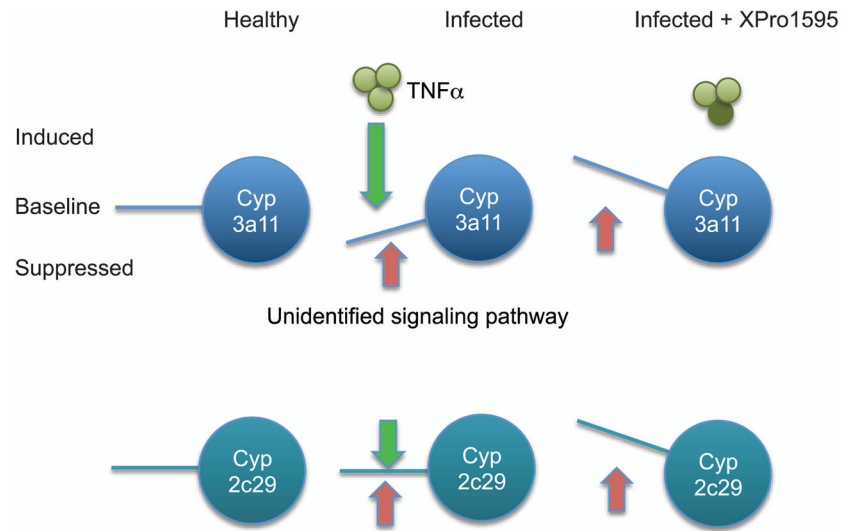 Healthy
Infected
Infected + XPro1595
TNFα
Induced
Baseline
Suppressed
Cyp
3a11
Cyp
3a11
Cyp
3a11
Unidentified signaling pathway
Cyp
2c29
Cyp
2c29
Cyp
2c29